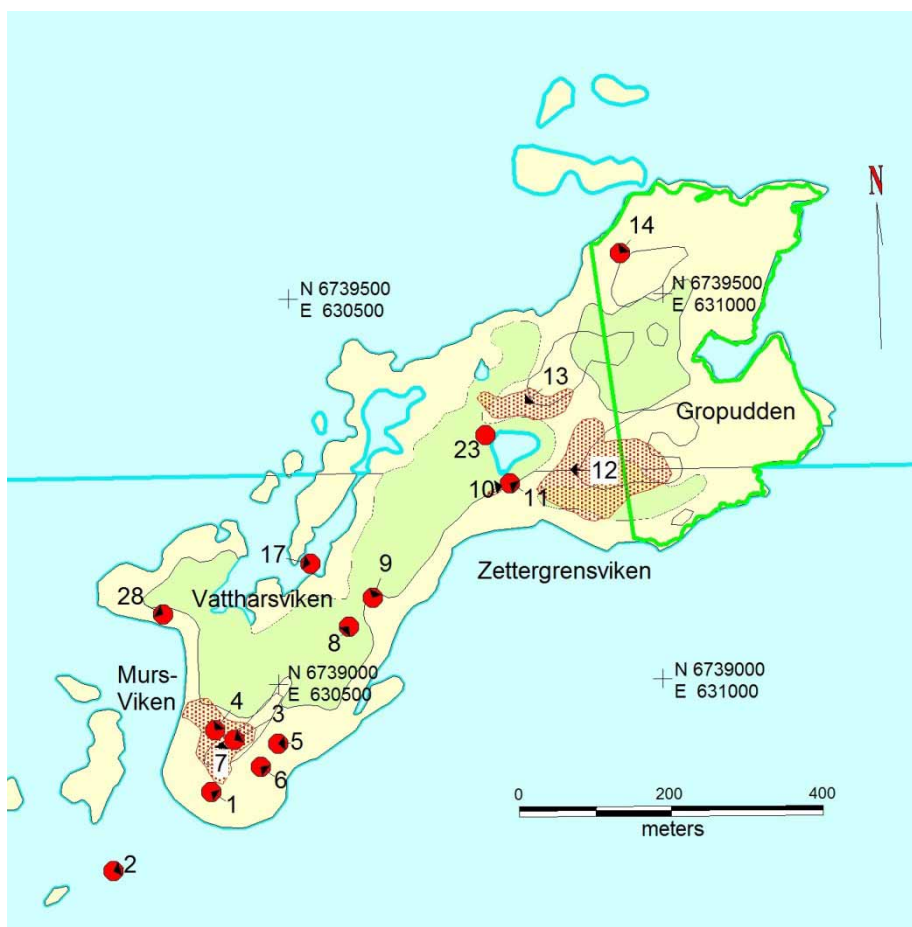 N
14
N 6739500
E 630500
N 6739500
E 631000
13
Gropudden
23
12
10
11
17
Zettergrensviken
9
28
Vattharsviken
8
N 6739000
E 630500
N 6739000
E 631000
Murs-
Viken
4
3
5
7
6
1
0
200
400
meters
2